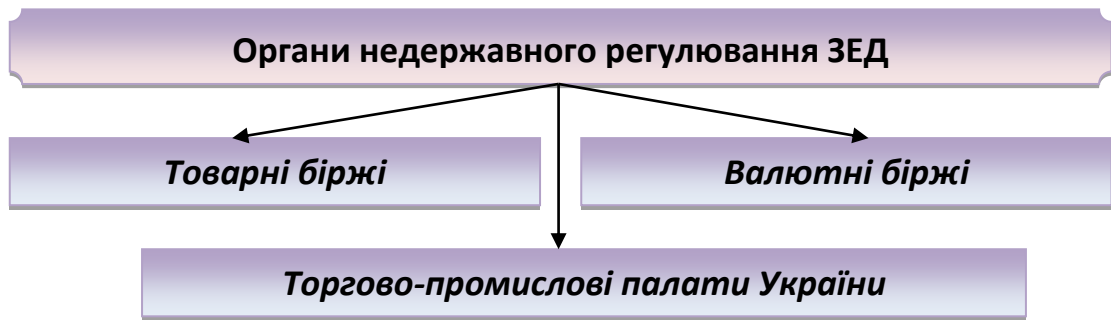 Органи недержавного регулювання ЗЕД
Товарні біржі
Валютні біржі
Торгово-промислові палати України